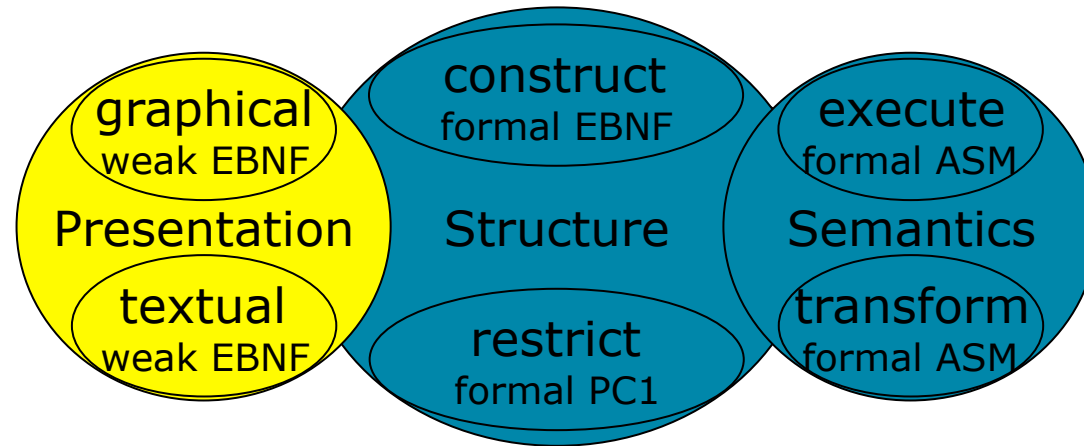 graphical
weak EBNF
Presentation
textual
weak EBNF
construct
formal EBNF
Structure
restrict
formal PC1
execute
formal ASM
Semantics
transform
formal ASM